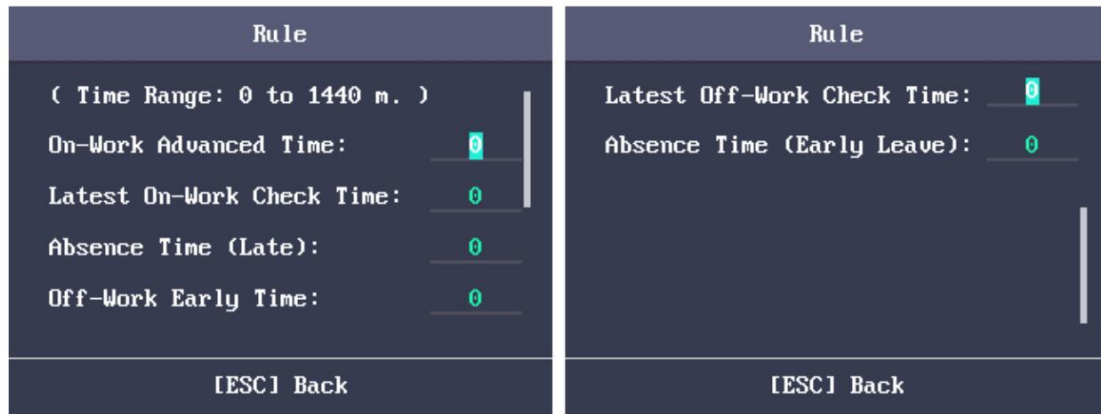 Rule
( Time Range: 0 to 1440 m. )
On-Work Advanced Time: 0
Latest On-Work Check Time: 0
Absence Time (Late): 0
Off-Work Early Time: 0
[ESC] Back
Rule
Latest Off-Work Check Time: 0
Absence Time (Early Leave): 0
[ESC] Back